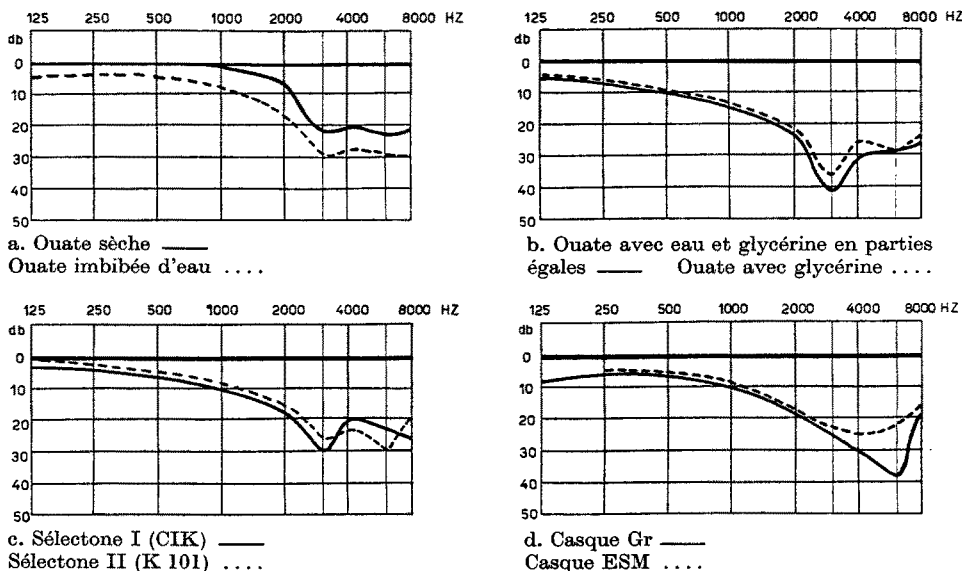 125 250 500 1000 2000 4000 8000 HZ
db
0
10
20
30
40
50
a. Ouate sèche ——
Ouate imbibée d'eau ....
125 250 500 1000 2000 4000 8000 HZ
db
0
10
20
30
40
50
b. Ouate avec eau et glycérine en parties
égales —— Ouate avec glycérine ....
125 250 500 1000 2000 4000 8000 HZ
db
0
10
20
30
40
50
c. Sélectone I (CIK) ——
Sélectone II (K 101) ....
125 250 500 1000 2000 4000 8000 HZ
db
0
10
20
30
40
50
d. Casque Gr ——
Casque ESM ....